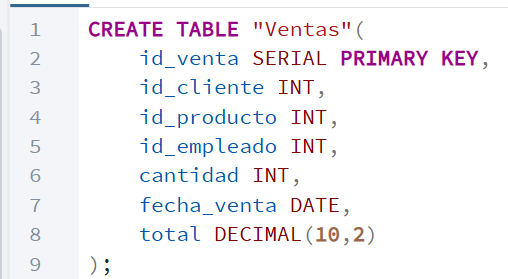 1 CREATE TABLE "Ventas"(
2 id_venta SERIAL PRIMARY KEY,
3 id_cliente INT,
4 id_producto INT,
5 id_empleado INT,
6 cantidad INT,
7 fecha_venta DATE,
8 total DECIMAL(10,2)
9 );